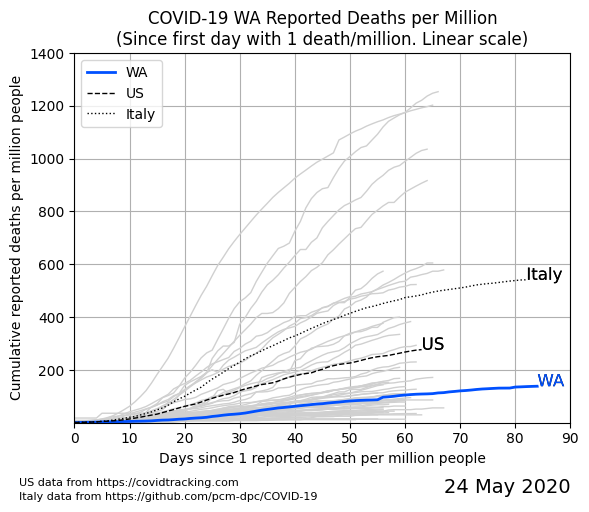 COVID-19 WA Reported Deaths per Million
(Since first day with 1 death/million. Linear scale)
Cumulative reported deaths per million people
1400
1200
1000
800
600
400
200
WA
US
Italy
Italy
US
WA
0 10 20 30 40 50 60 70 80 90
Days since 1 reported death per million people
US data from https://covidtracking.com
Italy data from https://github.com/pcm-dpc/COVID-19
24 May 2020